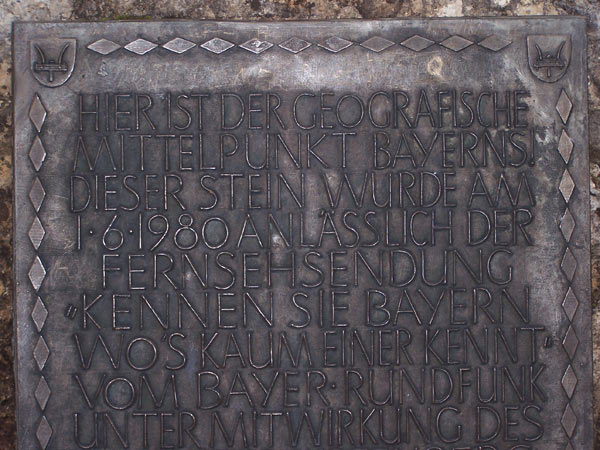 HIER IST DER GEOGRAFISCHE
MITTELPUNKT BAYERNS!
DIESER STEIN WURDE AM
1·6·1980 ANLÄSSLICH DER
FERNSEHSENDUNG
"KENNEN SIE BAYERN
WO'S KAUM EINER KENNT"
VOM BAYER·RUNDFUNK
UNTER MITWIRKUNG DES